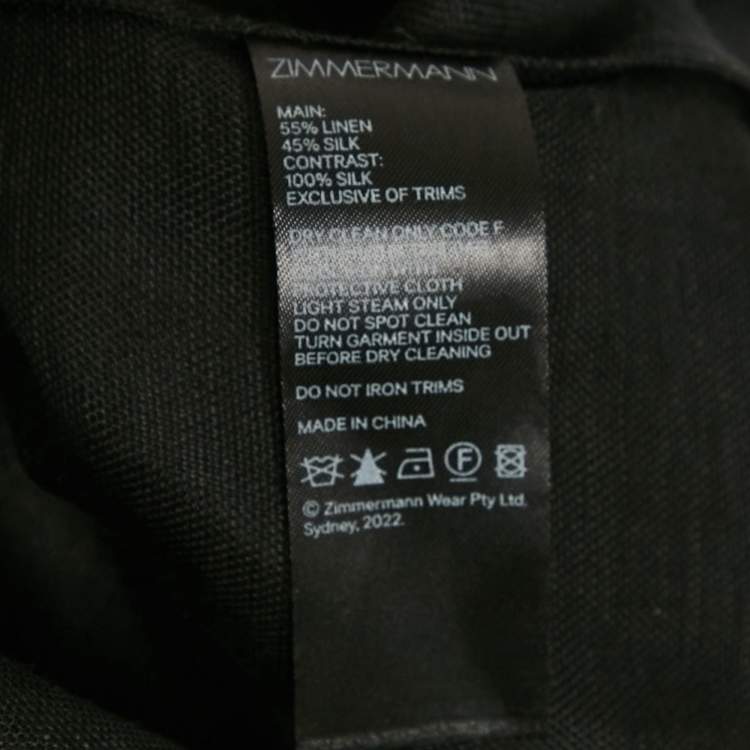 ZIMMERMANN
MAIN:
55% LINEN
45% SILK
CONTRAST:
100% SILK
EXCLUSIVE OF TRIMS
DRY CLEAN ONLY CODE F
PROTECTIVE CLOTH
LIGHT STEAM ONLY
DO NOT SPOT CLEAN
TURN GARMENT INSIDE OUT
BEFORE DRY CLEANING
DO NOT IRON TRIMS
MADE IN CHINA
F
© Zimmermann Wear Pty Ltd.
Sydney, 2022.